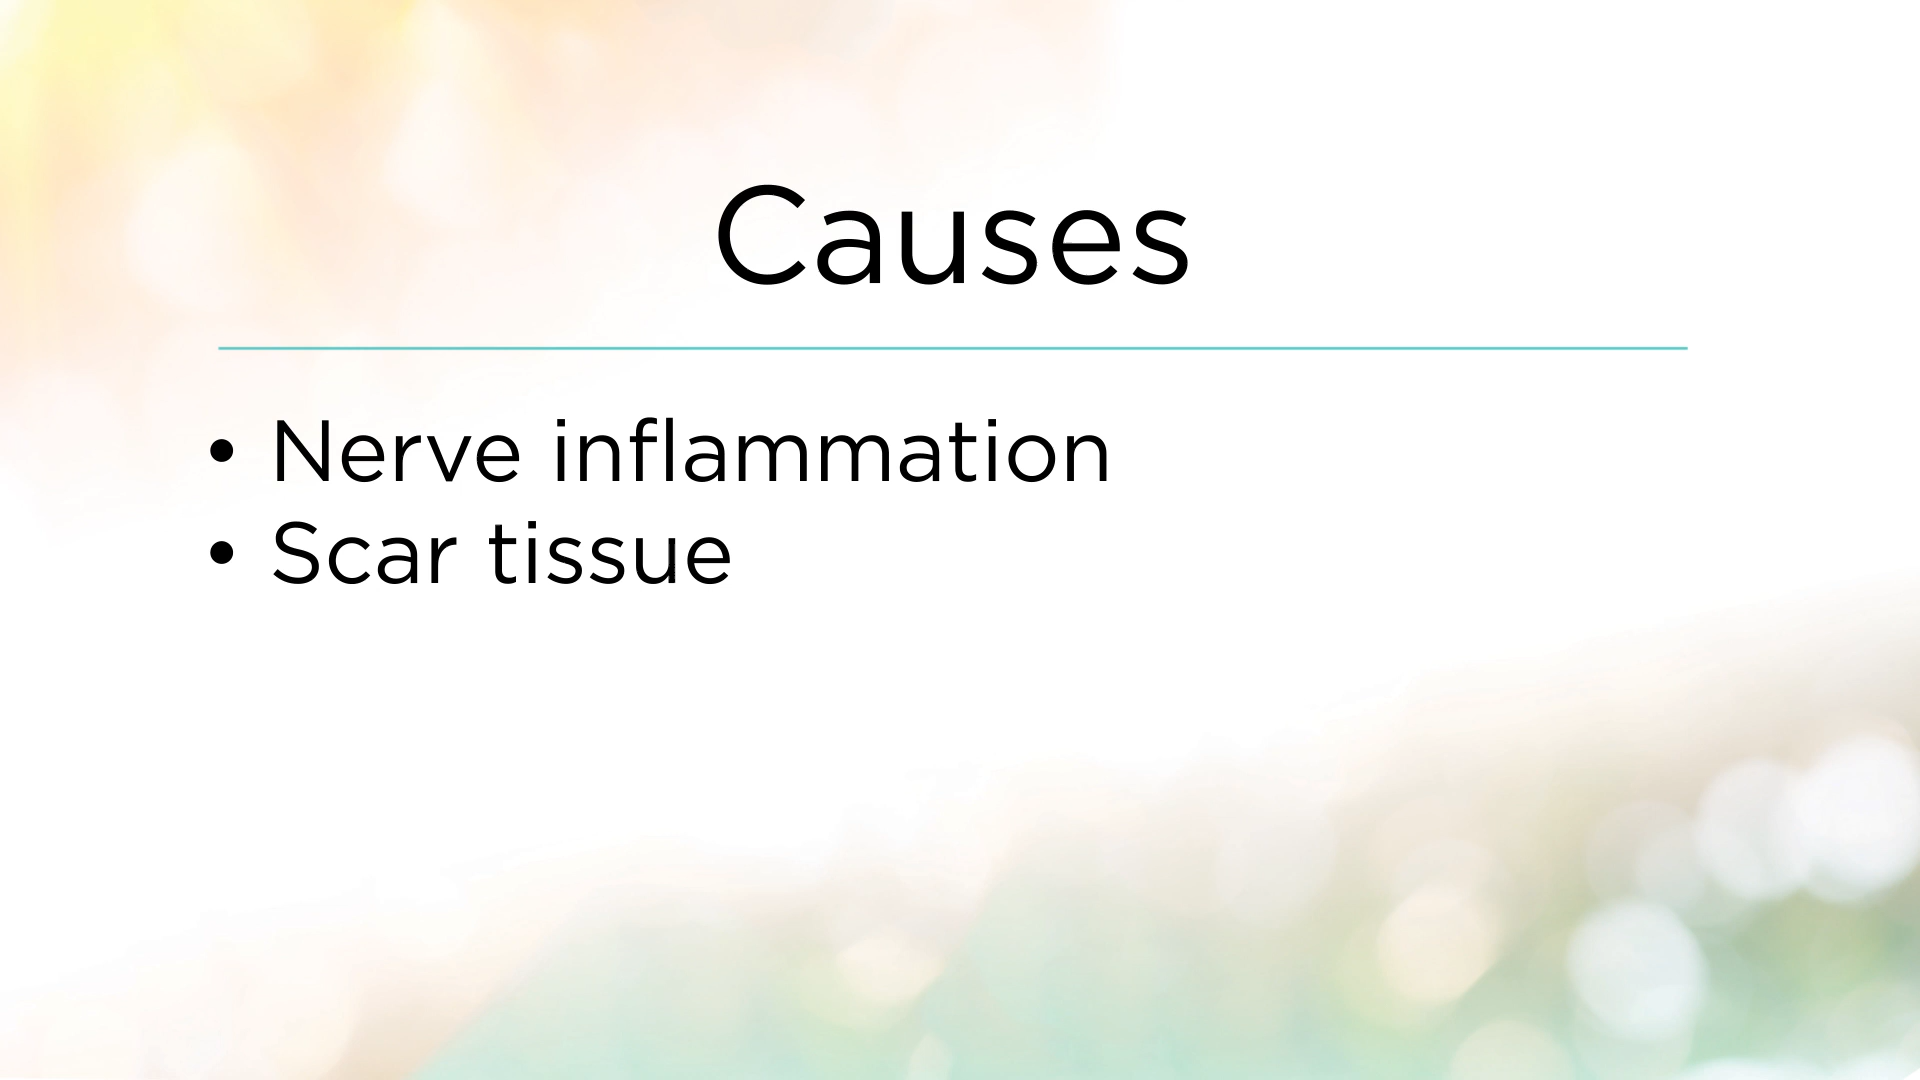 Causes
• Nerve inflammation
• Scar tissue